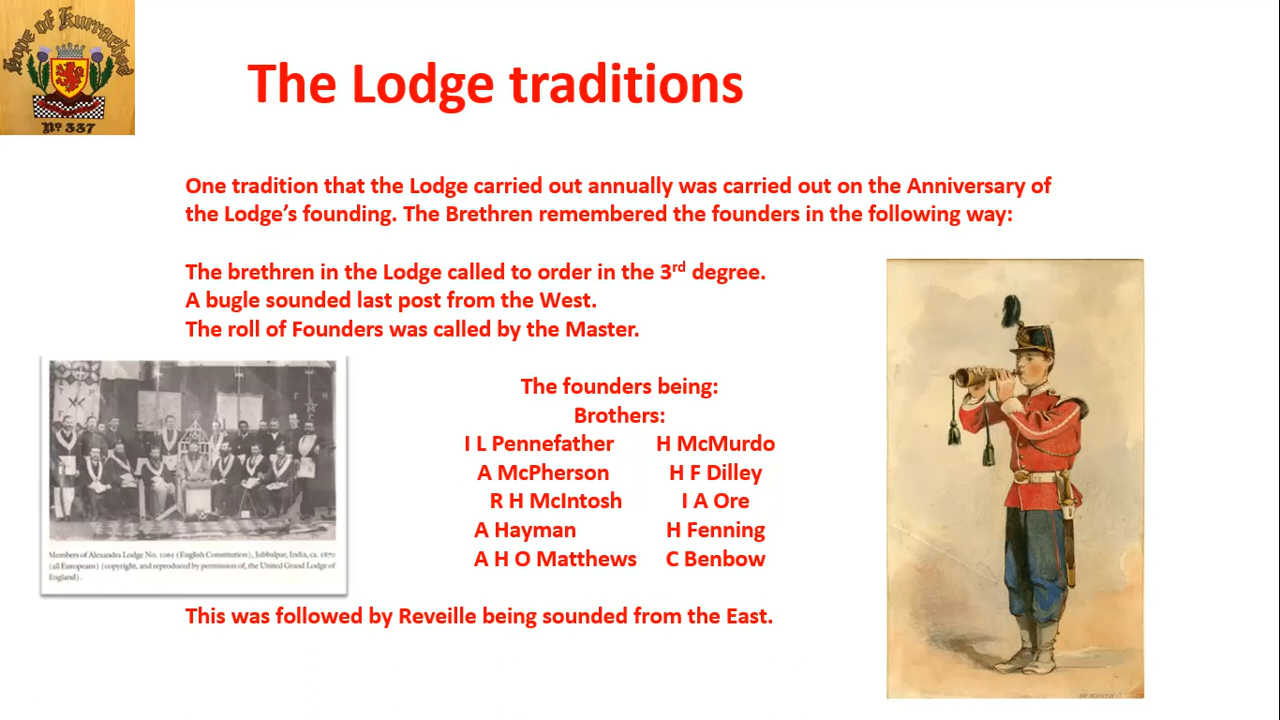 Hope of Kurrachee
No 337
The Lodge traditions
One tradition that the Lodge carried out annually was carried out on the Anniversary of
the Lodge’s founding. The Brethren remembered the founders in the following way:
The brethren in the Lodge called to order in the 3rd degree.
A bugle sounded last post from the West.
The roll of Founders was called by the Master.
The founders being:
Brothers:
I L Pennefather H McMurdo
A McPherson H F Dilley
R H McIntosh I A Ore
A Hayman H Fenning
A H O Matthews C Benbow
Members of Alexandra Lodge No. 1065 (English Constitution), Jubbulpar, India, ca. 1870
(all Europeans) (copyright, and reproduced by permission of, the United Grand Lodge of
England).
This was followed by Reveille being sounded from the East.